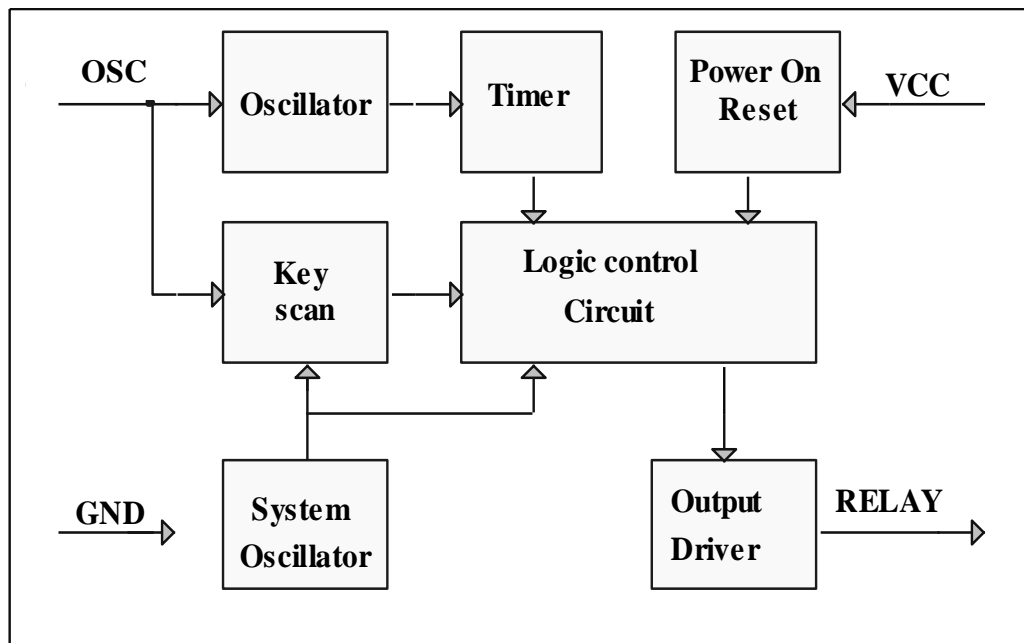 OSC
Oscillator
Timer
Power On
Reset
VCC
Key
scan
Logic control
Circuit
GND
System
Oscillator
Output
Driver
RELAY